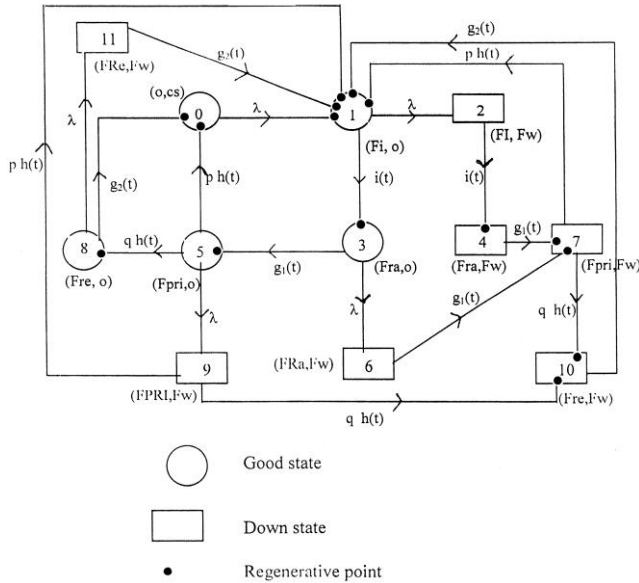 11
g₂(t)
(FRe,Fw)
g₂(t)
p h(t)
(o,cs)
0
λ
1
λ
2
(Fi, o)
(FI, Fw)
λ
p h(t)
g₂(t)
p h(t)
i(t)
i(t)
8
q h(t)
5
g₁(t)
3
4
g₁(t)
7
(Fre, o)
(Fpri,o)
(Fra,o)
(Fra,Fw)
(Fpri,Fw)
λ
λ
g₁(t)
q h(t)
9
(FRa,Fw)
6
10
(FPRI,Fw)
(Fre,Fw)
q h(t)
Good state
Down state
Regenerative point